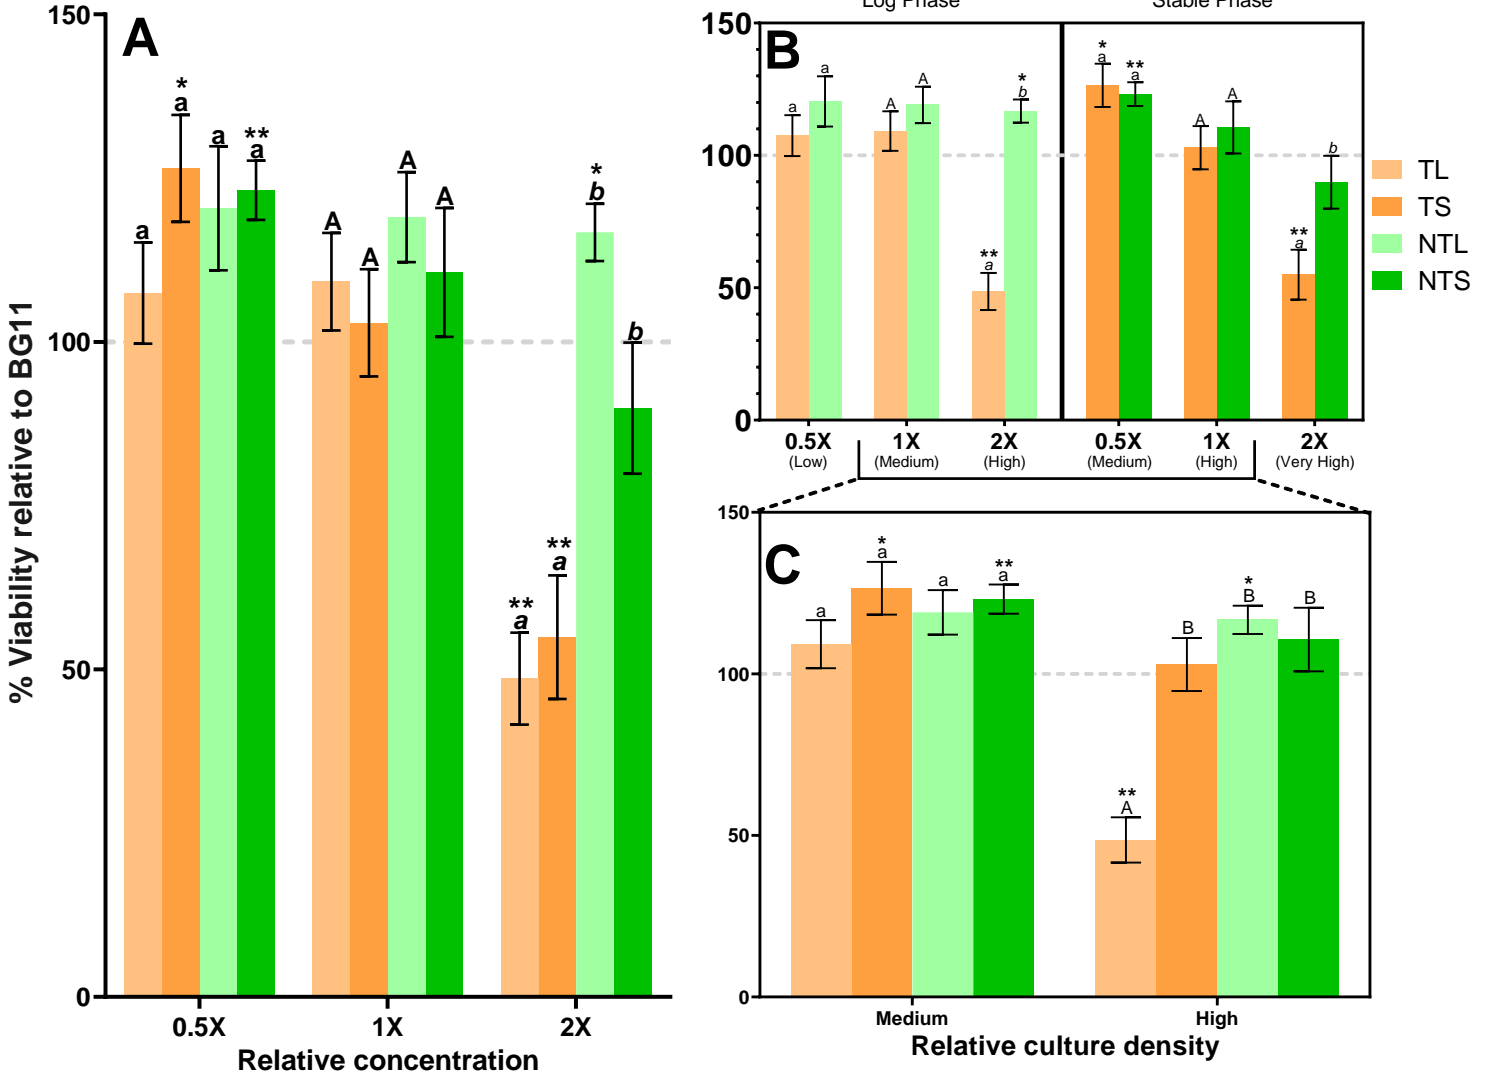 A
150
100
50
0
% Viability relative to BG11
a
*
a
a
**
a
A
A
A
A
**
a
**
a
*
b
b
0.5X 1X 2X
Relative concentration
Log Phase Stable Phase
B
150
100
50
0
a
a
A
A
**
a
*
b
*
a
**
a
A
A
**
a
b
0.5X 1X 2X 0.5X 1X 2X
(Low) (Medium) (High) (Medium) (High) (Very High)
TL
TS
NTL
NTS
C
150
100
50
0
a
*
a
a
**
a
**
A
B
*
B
B
Medium High
Relative culture density